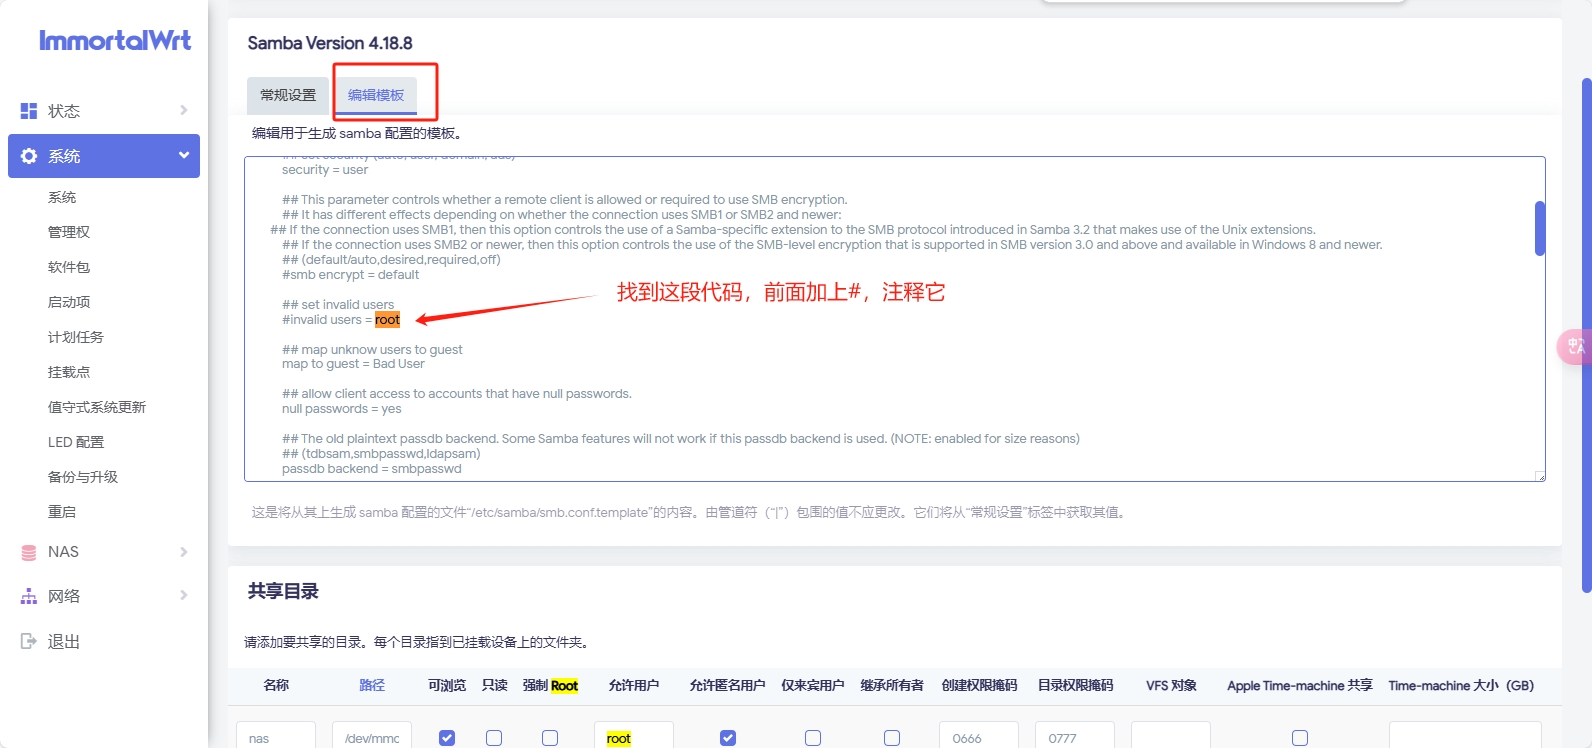 ImmortalWrt
状态
系统
系统
管理权
软件包
启动项
计划任务
挂载点
值守式系统更新
LED 配置
备份与升级
重启
NAS
网络
退出
Samba Version 4.18.8
常规设置
编辑模板
编辑用于生成 samba 配置的模板。
security = user
## This parameter controls whether a remote client is allowed or required to use SMB encryption.
## It has different effects depending on whether the connection uses SMB1 or SMB2 and newer:
## If the connection uses SMB1, then this option controls the use of a Samba-specific extension to the SMB protocol introduced in Samba 3.2 that makes use of the Unix extensions.
## If the connection uses SMB2 or newer, then this option controls the use of the SMB-level encryption that is supported in SMB version 3.0 and above and available in Windows 8 and newer.
## (default/auto,desired,required,off)
#smb encrypt = default
## set invalid users
#invalid users = root
找到这段代码，前面加上#，注释它
## map unknow users to guest
map to guest = Bad User
## allow client access to accounts that have null passwords.
null passwords = yes
## The old plaintext passdb backend. Some Samba features will not work if this passdb backend is used. (NOTE: enabled for size reasons)
## (tdbsam,smbpasswd,ldapsam)
passdb backend = smbpasswd
这是将从其上生成 samba 配置的文件“/etc/samba/smb.conf.template”的内容。由管道符（“|”）包围的值不应更改。它们将从“常规设置”标签中获取其值。
共享目录
请添加要共享的目录。每个目录指到已挂载设备上的文件夹。
名称 路径 可浏览 只读 强制 Root 允许用户 允许匿名用户 仅来宾用户 继承所有者 创建权限掩码 目录权限掩码 VFS 对象 Apple Time-machine 共享 Time-machine 大小（GB）
nas /dev/mmc root 0666 0777
中 A